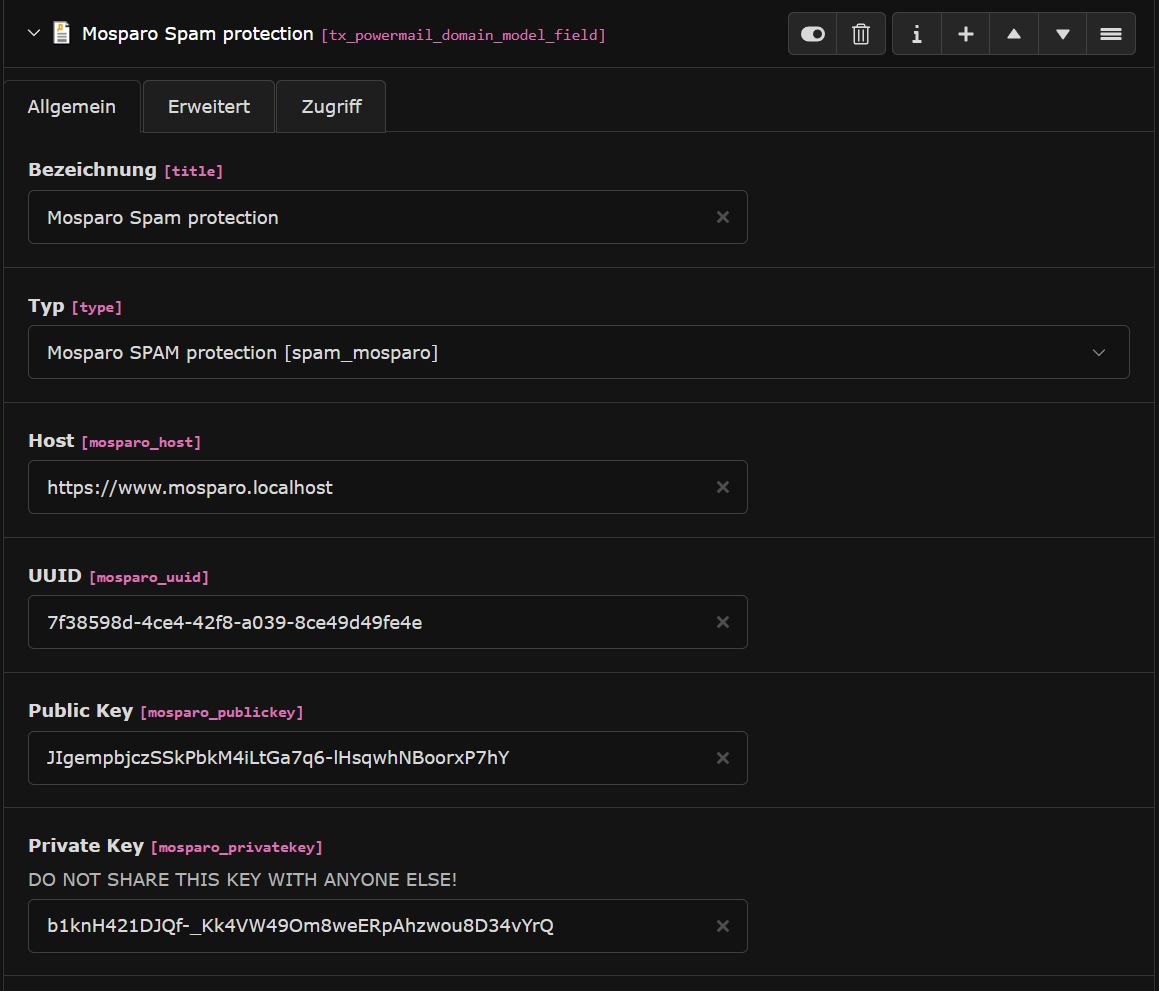 Mosparo Spam protection [tx_powermail_domain_model_field]
Allgemein Erweitert Zugriff
Bezeichnung [title]
Mosparo Spam protection
Typ [type]
Mosparo SPAM protection [spam_mosparo]
Host [mosparo_host]
https://www.mosparo.localhost
UUID [mosparo_uuid]
7f38598d-4ce4-42f8-a039-8ce49d49fe4e
Public Key [mosparo_publickey]
JIgempbjczSSkPbkM4iLtGa7q6-lHsqwhNBoorxP7hY
Private Key [mosparo_privatekey]
DO NOT SHARE THIS KEY WITH ANYONE ELSE!
b1knH421DJQf-_Kk4VW49Om8weERpAhzwou8D34vYrQ